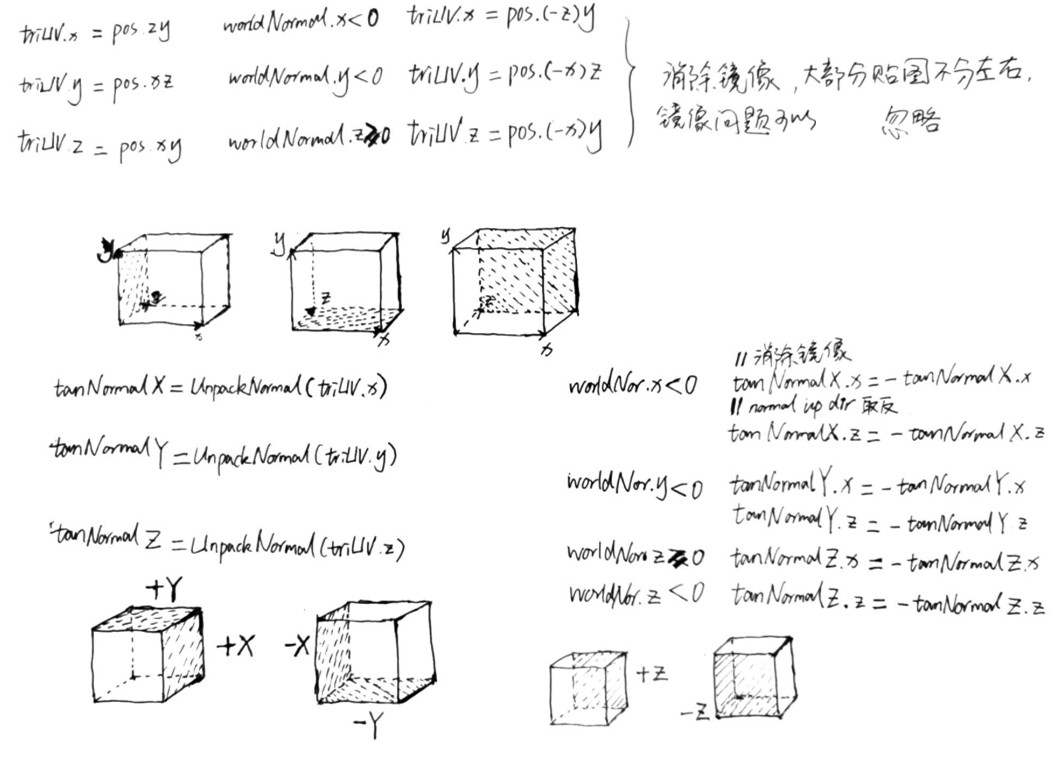 triUV.x = pos.zy worldNormal.x<0 triUV.x = pos.(-z)y
triUV.y = pos.xz worldNormal.y<0 triUV.y = pos.(-x)z
triUV.z = pos.xy worldNormal.z⩾0 triUV.z = pos.(-x)y
消除镜像,大部分贴图不分左右,
镜像问题可以 忽略
y z x
y z x
y z x
tanNormalX = UnpackNormal(triUV.x)
tanNormalY = UnpackNormal(triUV.y)
tanNormalZ = UnpackNormal(triUV.z)
// 消除镜像
worldNor.x<0 tanNormalX.x = -tanNormalX.x
// normal up dir 取反
tanNormalX.z = -tanNormalX.z
worldNor.y<0 tanNormalY.x = -tanNormalY.x
tanNormalY.z = -tanNormalY.z
worldNor.z⩾0 tanNormalZ.x = -tanNormalZ.x
worldNor.z<0 tanNormalZ.z = -tanNormalZ.z
+Y
+X -X
-Y
+Z
-Z